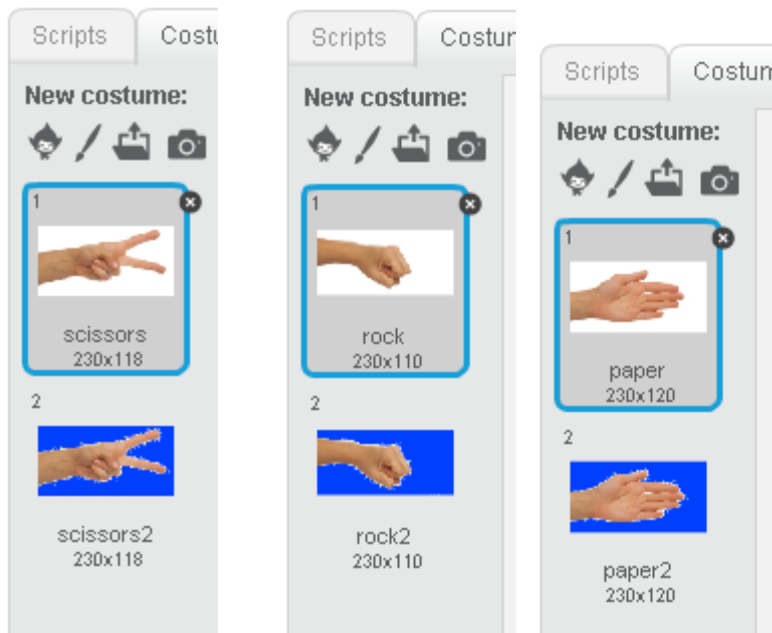 Scripts
Costu
New costume:
1
scissors
230x118
2
scissors2
230x118
Scripts
Costur
New costume:
1
rock
230x110
2
rock2
230x110
Scripts
Costum
New costume:
1
paper
230x120
2
paper2
230x120